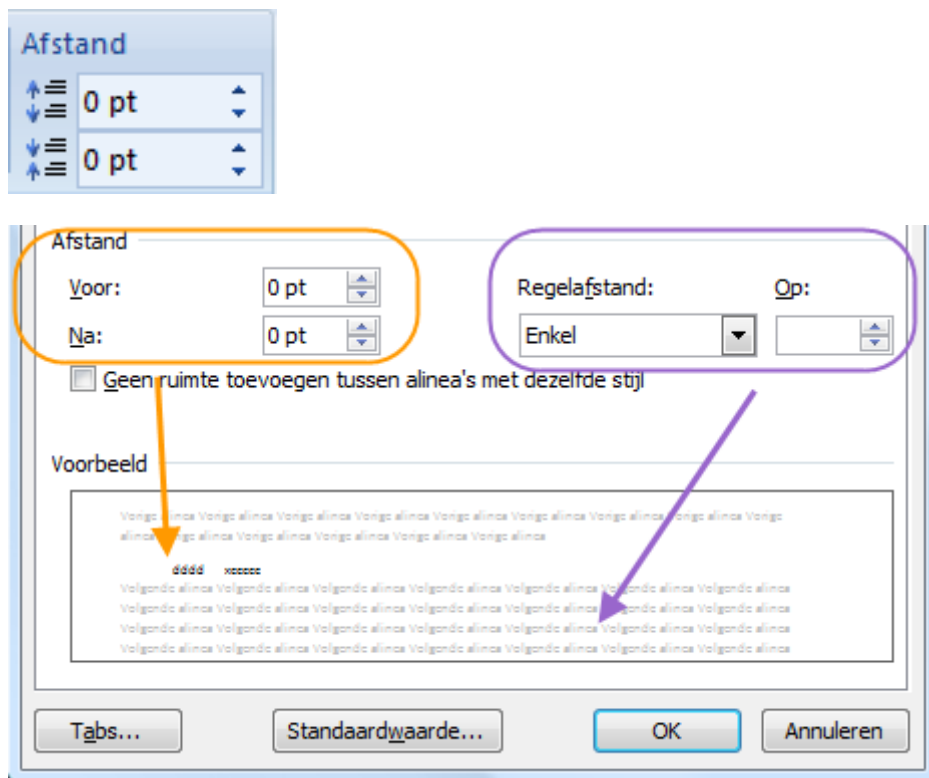 Afstand
0 pt
0 pt
Afstand
Voor: 0 pt Regelafstand: Op:
Na: 0 pt Enkel
Geen ruimte toevoegen tussen alinea's met dezelfde stijl
Voorbeeld
Vorige alinea Vorige alinea Vorige alinea Vorige alinea Vorige alinea Vorige alinea Vorige alinea Vorige alinea Vorige
alinea Vorige alinea Vorige alinea Vorige alinea Vorige alinea Vorige alinea
dddd
Volgende alinea Volgende alinea Volgende alinea Volgende alinea Volgende alinea Volgende alinea Volgende alinea
Volgende alinea Volgende alinea Volgende alinea Volgende alinea Volgende alinea Volgende alinea Volgende alinea
Volgende alinea Volgende alinea Volgende alinea Volgende alinea Volgende alinea Volgende alinea Volgende alinea
Volgende alinea Volgende alinea Volgende alinea Volgende alinea Volgende alinea Volgende alinea Volgende alinea
Tabs... Standaardwaarde... OK Annuleren